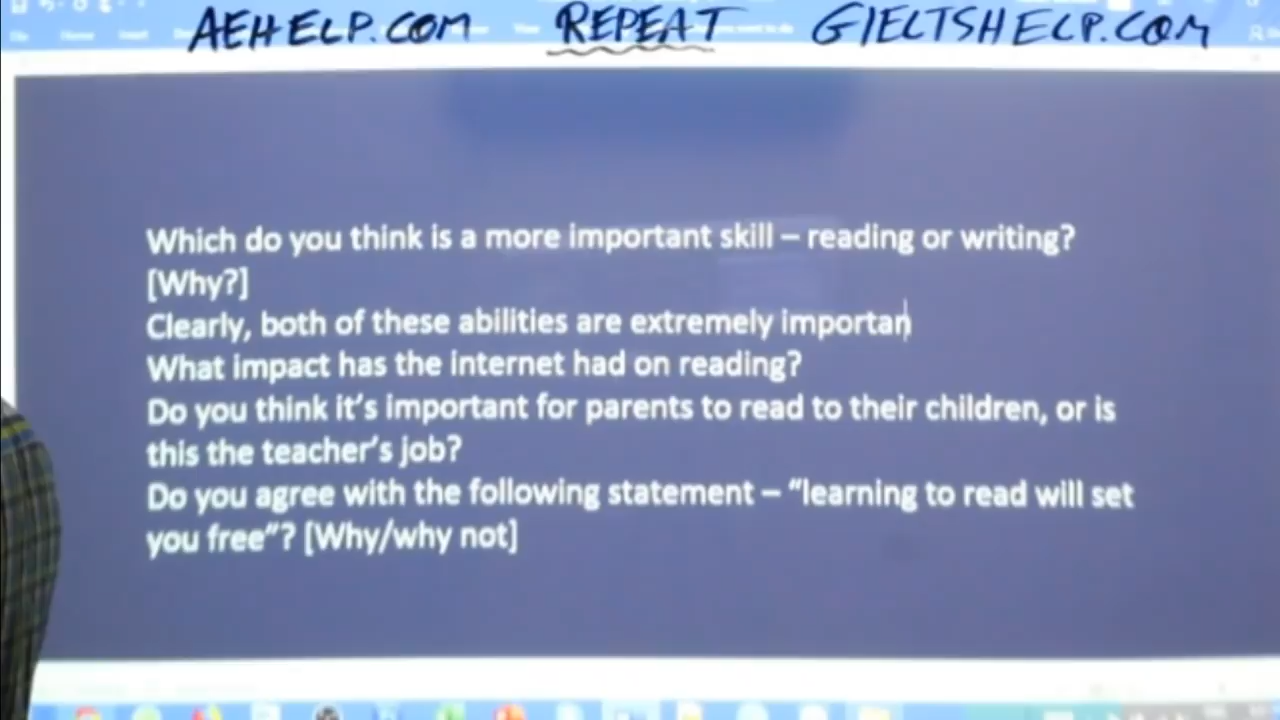 AEHELP.COM REPEAT GIELTSHELP.COM
Which do you think is a more important skill – reading or writing?
[Why?]
Clearly, both of these abilities are extremely importan
What impact has the internet had on reading?
Do you think it's important for parents to read to their children, or is
this the teacher's job?
Do you agree with the following statement – "learning to read will set
you free"? [Why/why not]